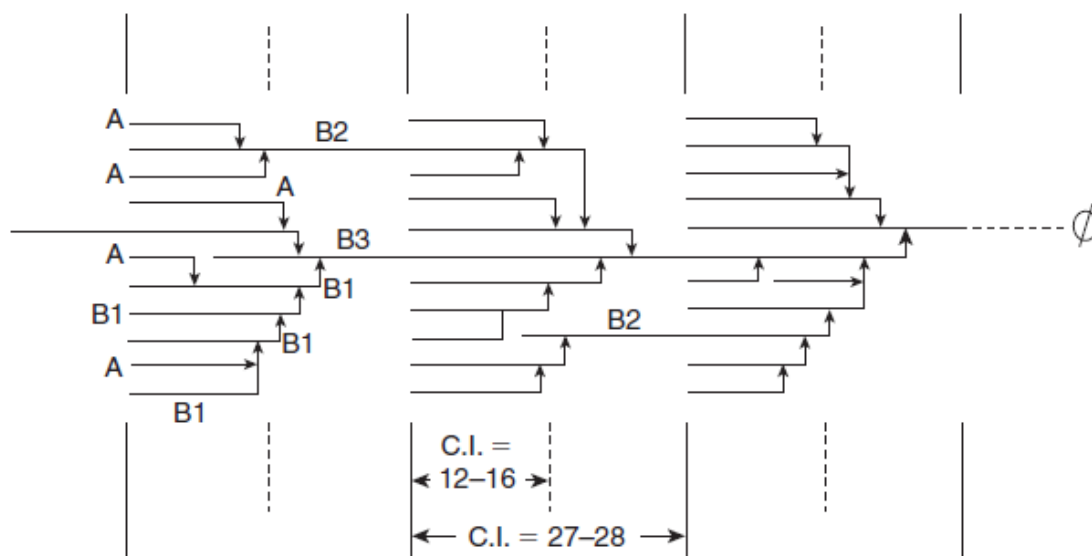 A
B2
A
A
B3
A
B1
B1
B1
A
B1
B2
C.I. =
12–16
C.I. = 27–28
ϕ